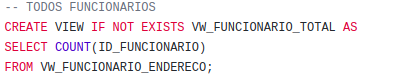 -- TODOS FUNCIONARIOS
CREATE VIEW IF NOT EXISTS VW_FUNCIONARIO_TOTAL AS
SELECT COUNT(ID_FUNCIONARIO)
FROM VW_FUNCIONARIO_ENDERECO;